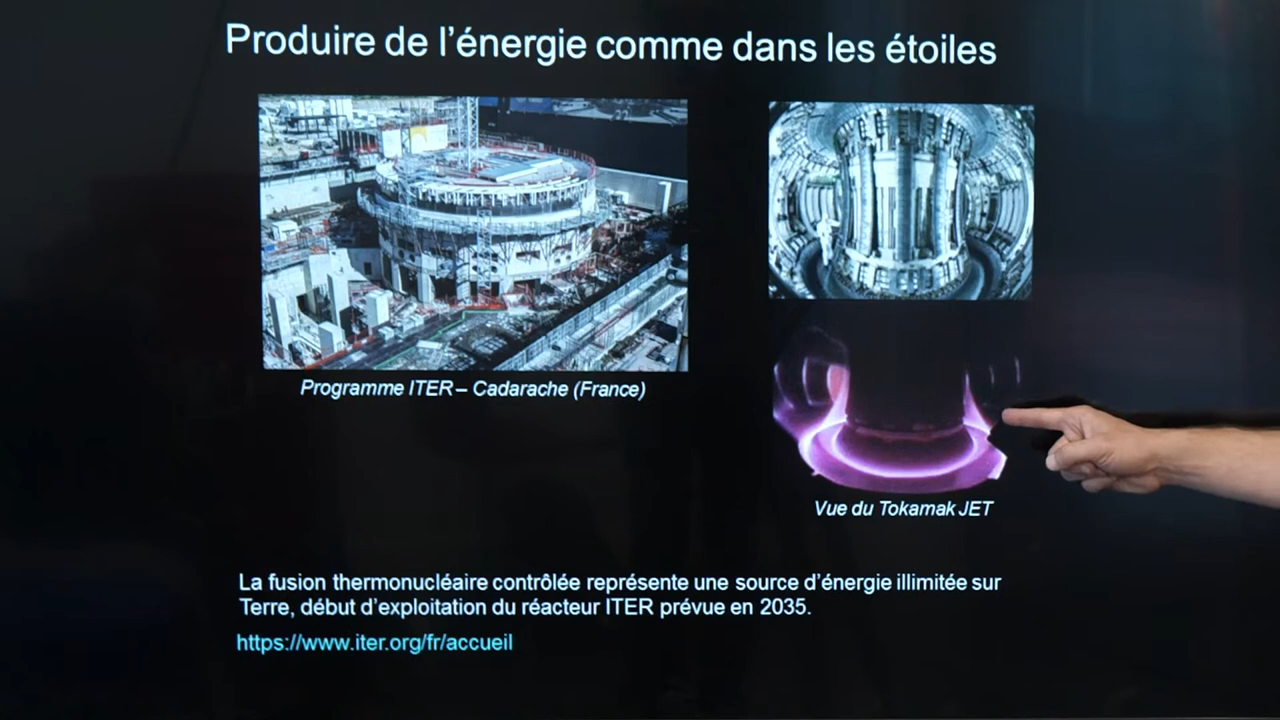 Produire de l’énergie comme dans les étoiles
Programme ITER – Cadarache (France)
Vue du Tokamak JET
La fusion thermonucléaire contrôlée représente une source d’énergie illimitée sur
Terre, début d’exploitation du réacteur ITER prévue en 2035.
https://www.iter.org/fr/accueil